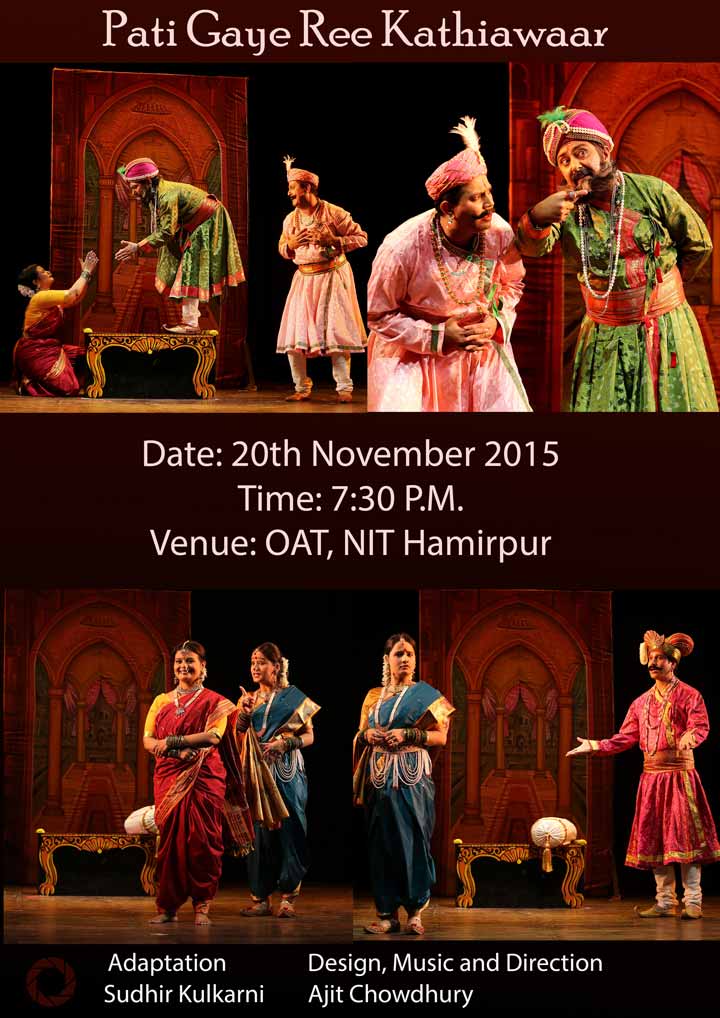 Pati Gaye Ree Kathiawaar
Date: 20th November 2015
Time: 7:30 P.M.
Venue: OAT, NIT Hamirpur
Adaptation
Sudhir Kulkarni
Design, Music and Direction
Ajit Chowdhury